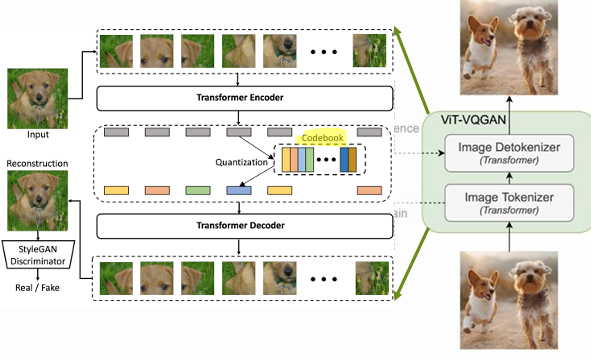 Input
Reconstruction
StyleGAN
Discriminator
Real / Fake
Transformer Encoder
Codebook
Quantization
Transformer Decoder
ence
ain
ViT-VQGAN
Image Detokenizer
(Transformer)
Image Tokenizer
(Transformer)